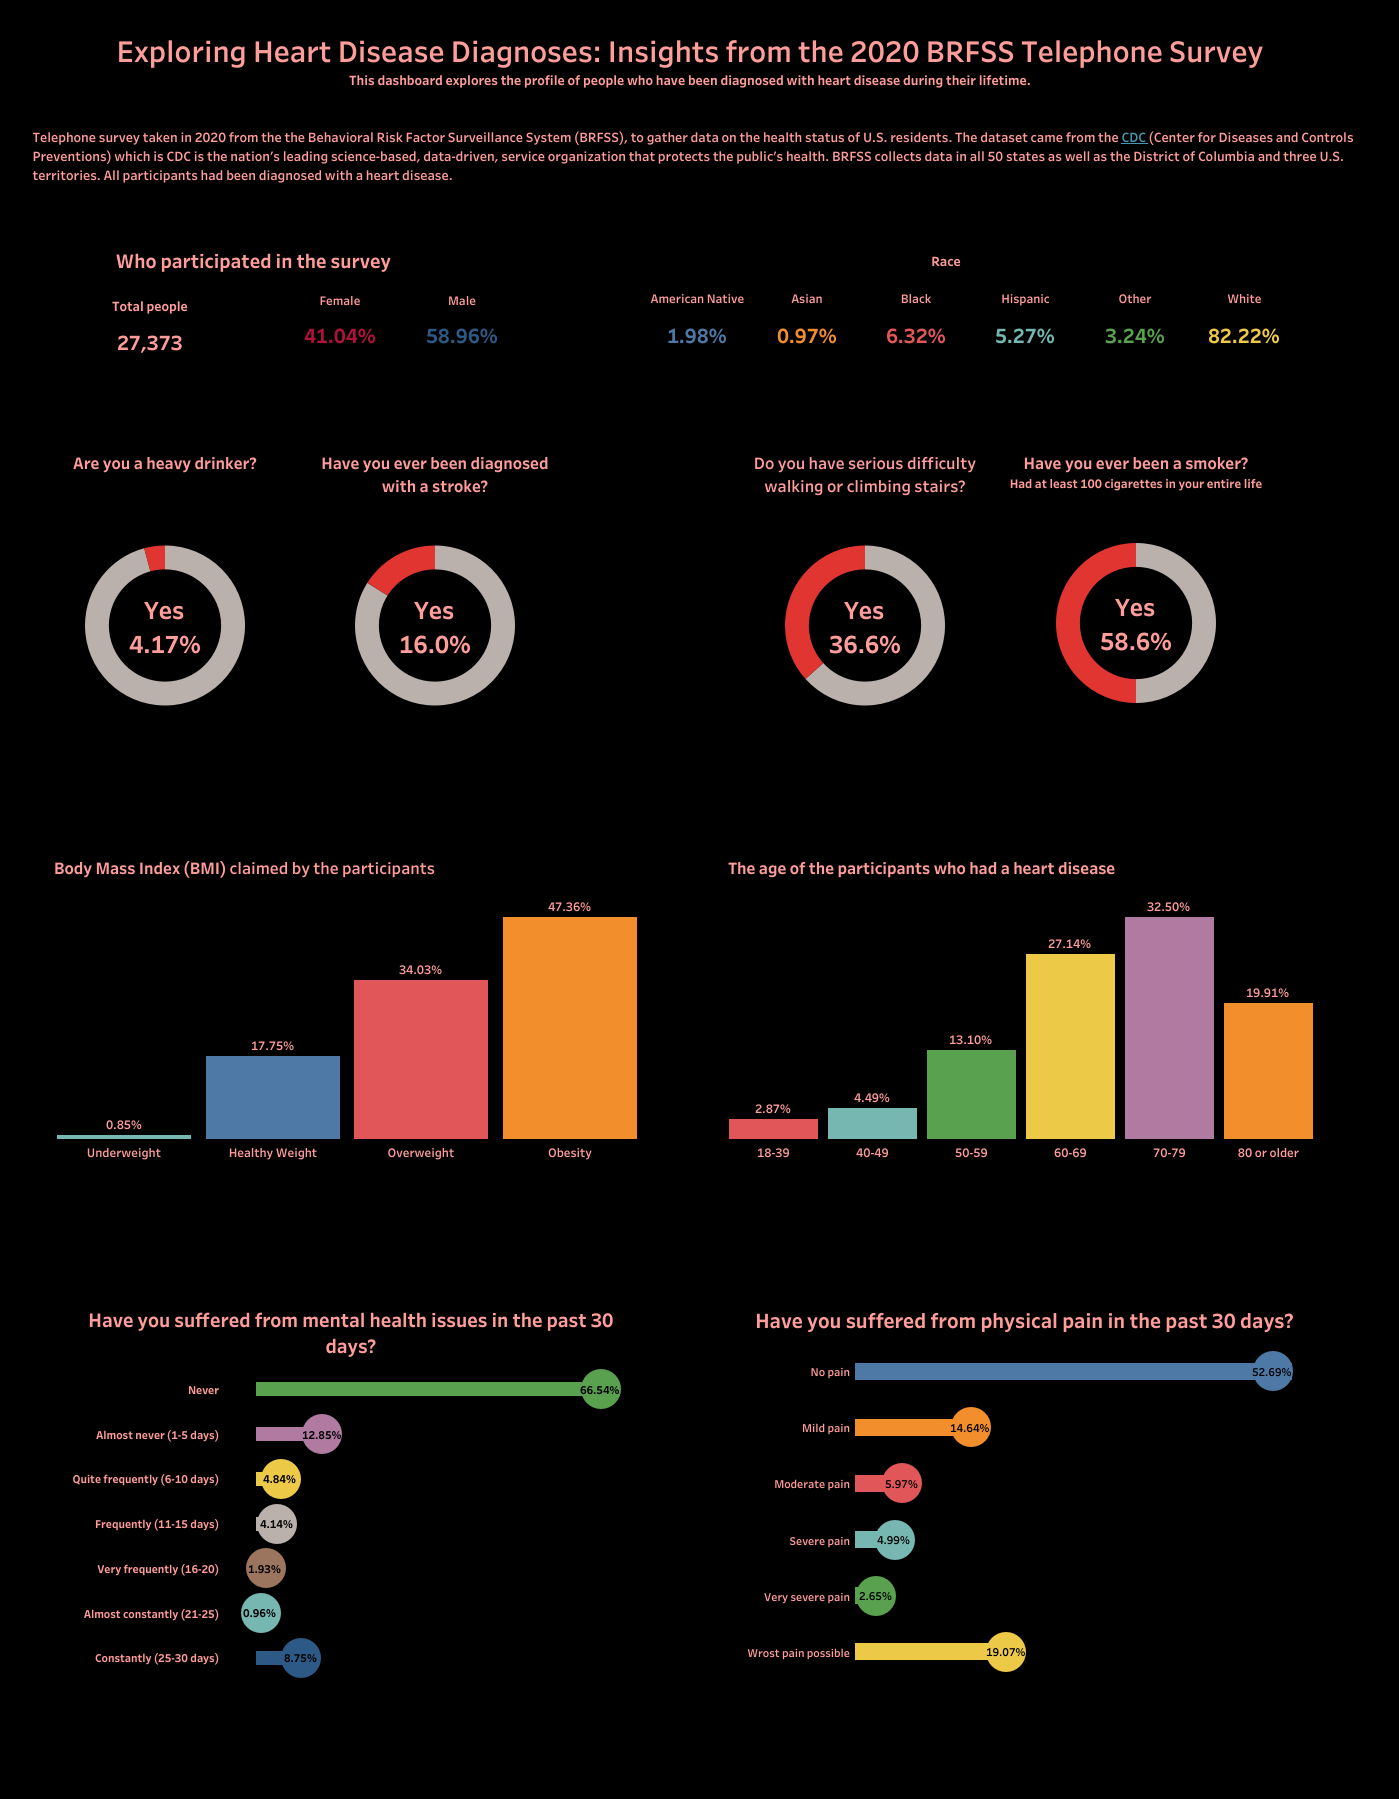 Exploring Heart Disease Diagnoses: Insights from the 2020 BRFSS Telephone Survey
This dashboard explores the profile of people who have been diagnosed with heart disease during their lifetime.
Telephone survey taken in 2020 from the the Behavioral Risk Factor Surveillance System (BRFSS), to gather data on the health status of U.S. residents. The dataset came from the CDC (Center for Diseases and Controls
Preventions) which is CDC is the nation's leading science-based, data-driven, service organization that protects the public's health. BRFSS collects data in all 50 states as well as the District of Columbia and three U.S.
territories. All participants had been diagnosed with a heart disease.
Who participated in the survey
Total people
27,373
Female
41.04%
Male
58.96%
Race
American Native
1.98%
Asian
0.97%
Black
6.32%
Hispanic
5.27%
Other
3.24%
White
82.22%
Are you a heavy drinker?
Yes
4.17%
Have you ever been diagnosed
with a stroke?
Yes
16.0%
Do you have serious difficulty
walking or climbing stairs?
Yes
36.6%
Have you ever been a smoker?
Had at least 100 cigarettes in your entire life
Yes
58.6%
Body Mass Index (BMI) claimed by the participants
0.85%
17.75%
34.03%
47.36%
Underweight
Healthy Weight
Overweight
Obesity
The age of the participants who had a heart disease
2.87%
4.49%
13.10%
27.14%
32.50%
19.91%
18-39
40-49
50-59
60-69
70-79
80 or older
Have you suffered from mental health issues in the past 30
days?
Never 66.54%
Almost never (1-5 days) 12.85%
Quite frequently (6-10 days) 4.84%
Frequently (11-15 days) 4.14%
Very frequently (16-20) 1.93%
Almost constantly (21-25) 0.96%
Constantly (25-30 days) 8.75%
Have you suffered from physical pain in the past 30 days?
No pain 52.69%
Mild pain 14.64%
Moderate pain 5.97%
Severe pain 4.99%
Very severe pain 2.65%
Wrost pain possible 19.07%